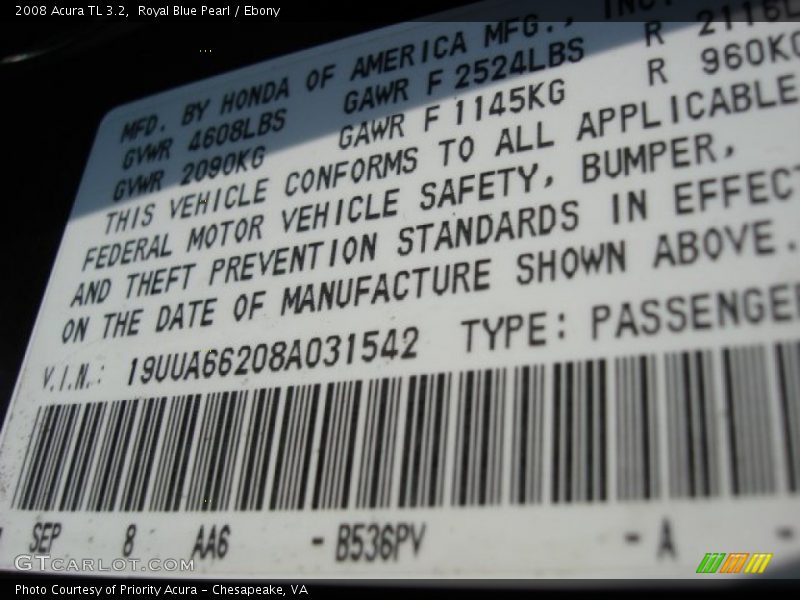 2008 Acura TL 3.2, Royal Blue Pearl / Ebony
MFD. BY HONDA OF AMERICA MFG., INC.
GVWR 4608LBS GAWR F 2524LBS R 2116L
GVWR 2090KG GAWR F 1145KG R 960KG
THIS VEHICLE CONFORMS TO ALL APPLICABLE
FEDERAL MOTOR VEHICLE SAFETY, BUMPER,
AND THEFT PREVENTION STANDARDS IN EFFECT
ON THE DATE OF MANUFACTURE SHOWN ABOVE.
V.I.N.: 19UUA66208A031542 TYPE: PASSENGER
SEP 8 AA6 - B536PV - A -
GTCARLOT.COM
Photo Courtesy of Priority Acura - Chesapeake, VA